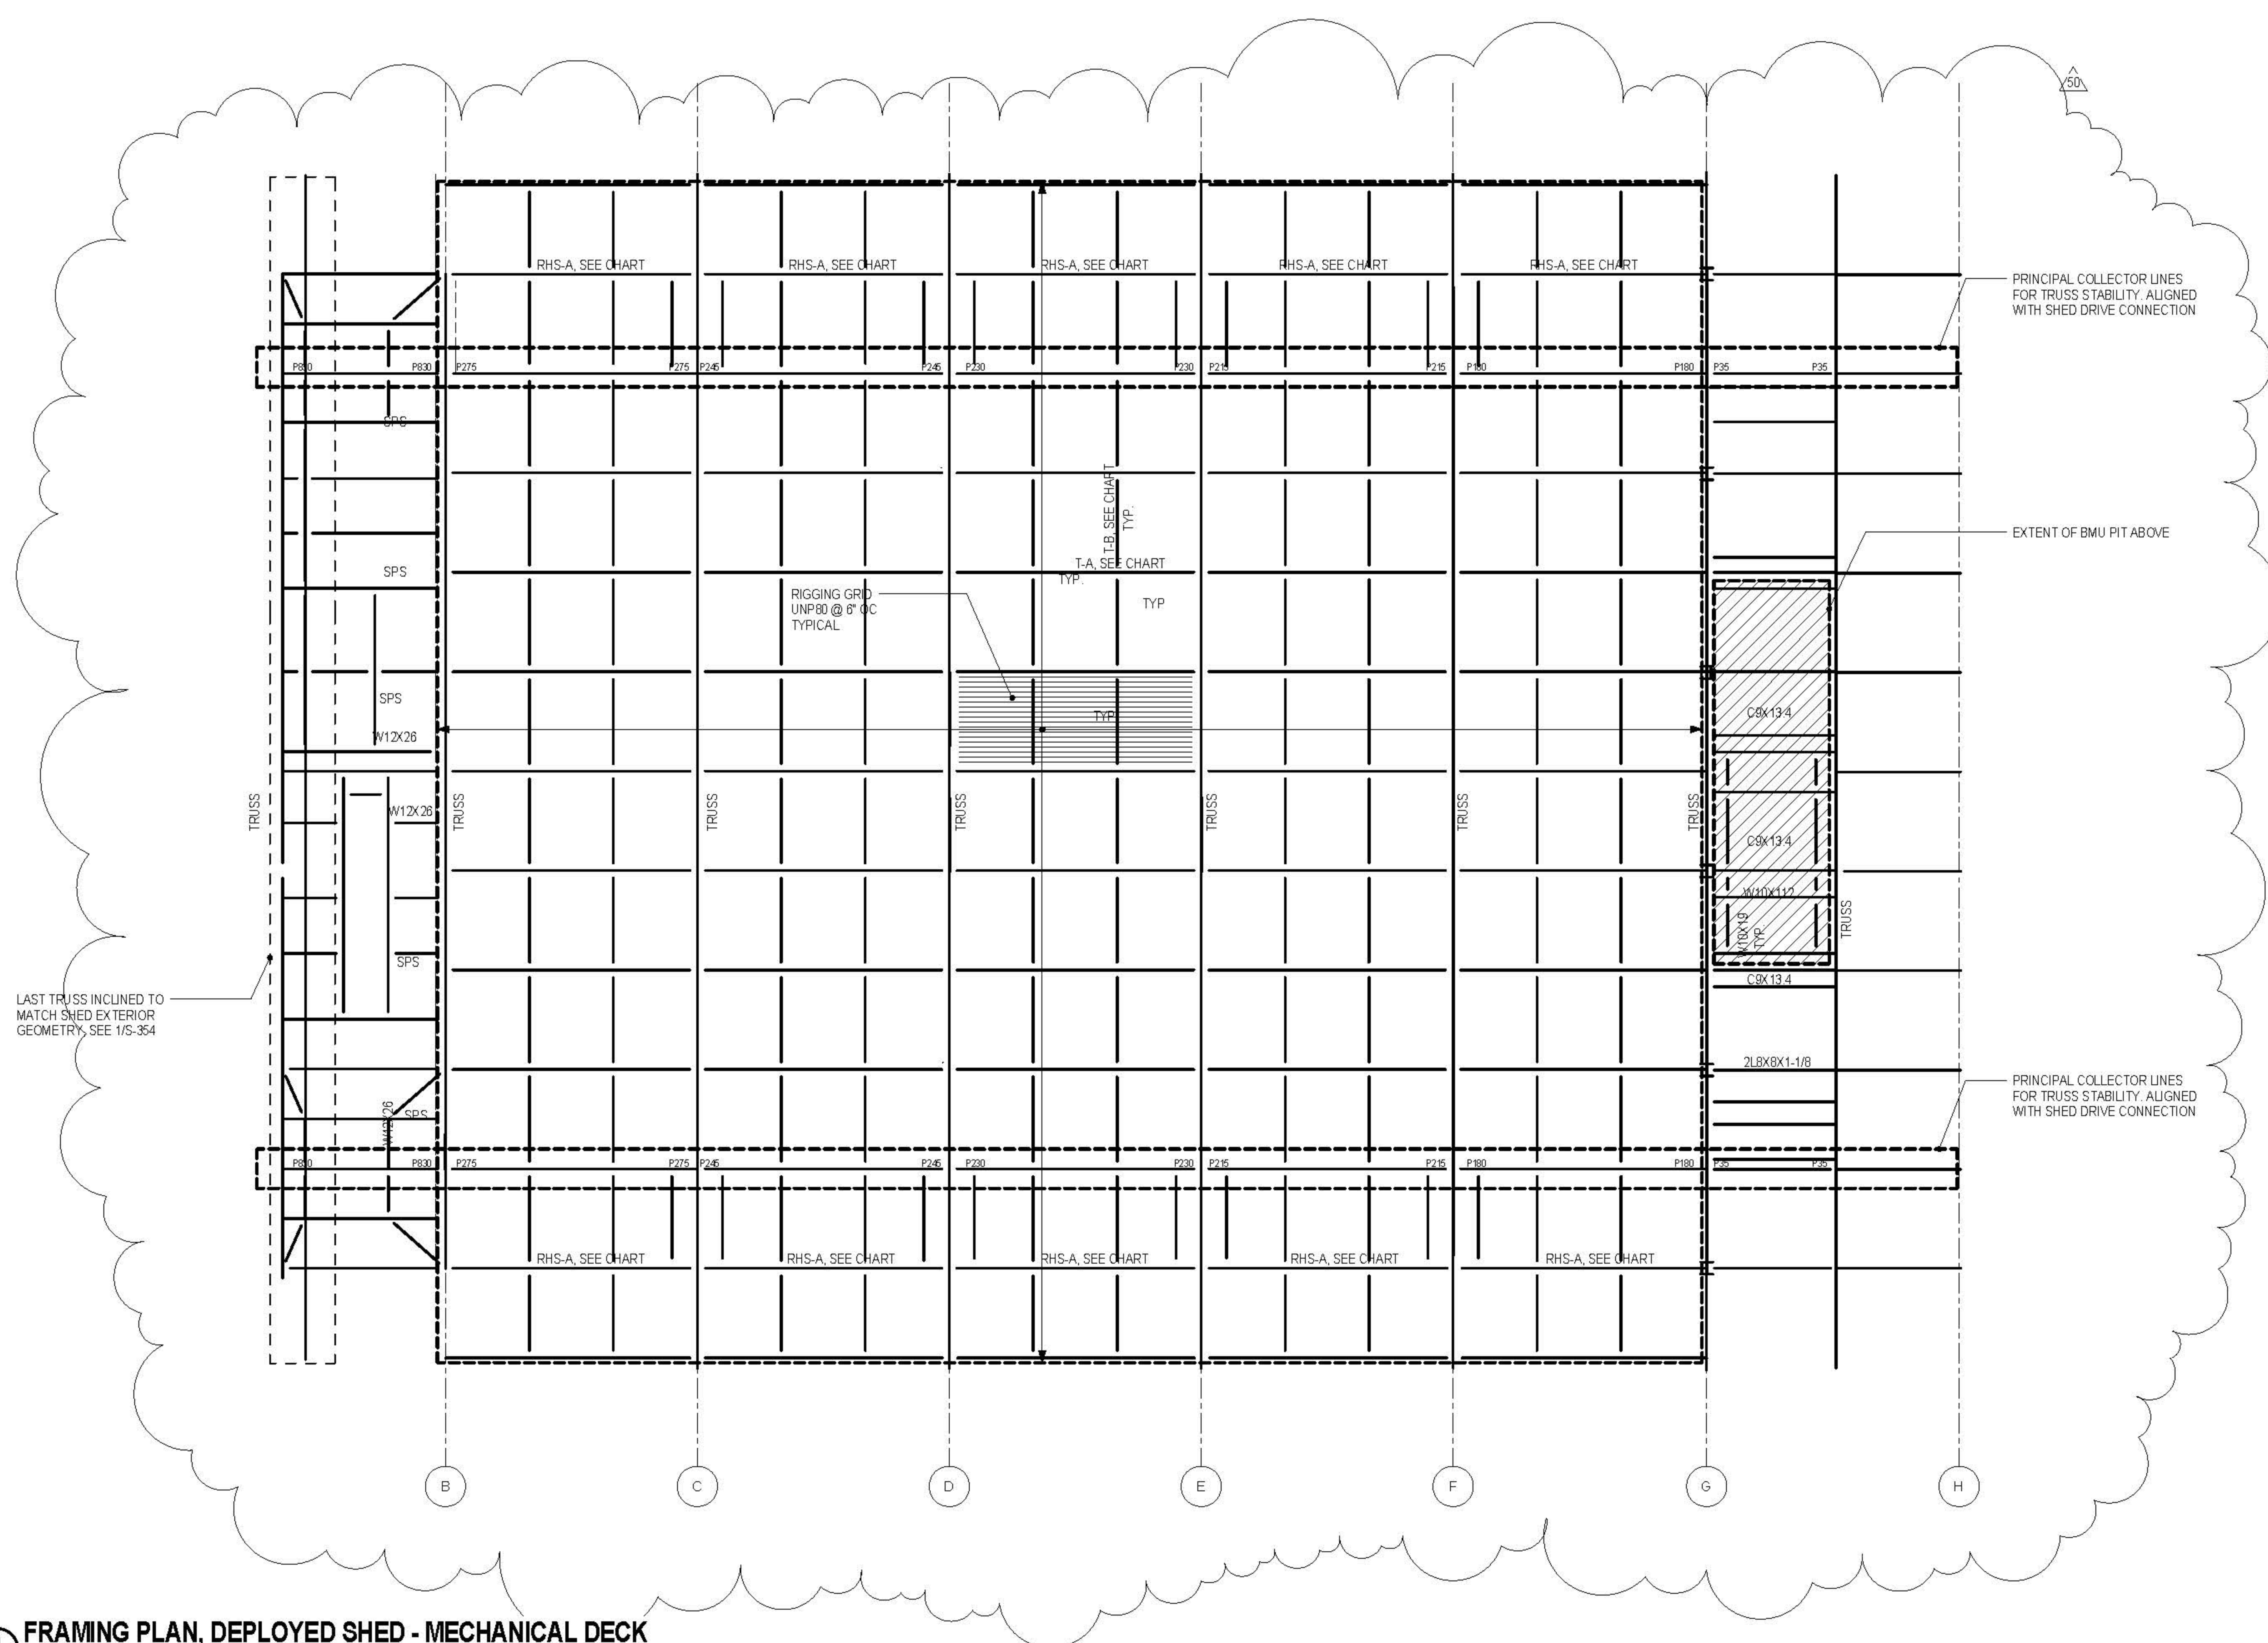 50
RHS-A, SEE CHART
RHS-A, SEE CHART
RHS-A, SEE CHART
RHS-A, SEE CHART
RHS-A, SEE CHART
PRINCIPAL COLLECTOR LINES
FOR TRUSS STABILITY. ALIGNED
WITH SHED DRIVE CONNECTION
P830
P830
P275
P275
P245
P245
P230
P230
P215
P215
P180
P180
P35
P35
SPS
T-B, SEE CHART
TYP.
EXTENT OF BMU PIT ABOVE
T-A, SEE CHART
TYP.
SPS
RIGGING GRID
UNP80 @ 6" OC
TYPICAL
TYP
SPS
TYP
C9X13.4
W12X26
TRUSS
W12X26
TRUSS
TRUSS
TRUSS
TRUSS
TRUSS
TRUSS
C9X13.4
W10X112
W10X19
TYP.
TRUSS
SPS
C9X13.4
LAST TRUSS INCLINED TO
MATCH SHED EXTERIOR
GEOMETRY, SEE 1/S-354
2L8X8X1-1/8
PRINCIPAL COLLECTOR LINES
FOR TRUSS STABILITY. ALIGNED
WITH SHED DRIVE CONNECTION
W12X26
SPS
P830
P830
P275
P275
P245
P245
P230
P230
P215
P215
P180
P180
P35
P35
RHS-A, SEE CHART
RHS-A, SEE CHART
RHS-A, SEE CHART
RHS-A, SEE CHART
RHS-A, SEE CHART
B
C
D
E
F
G
H
FRAMING PLAN, DEPLOYED SHED - MECHANICAL DECK